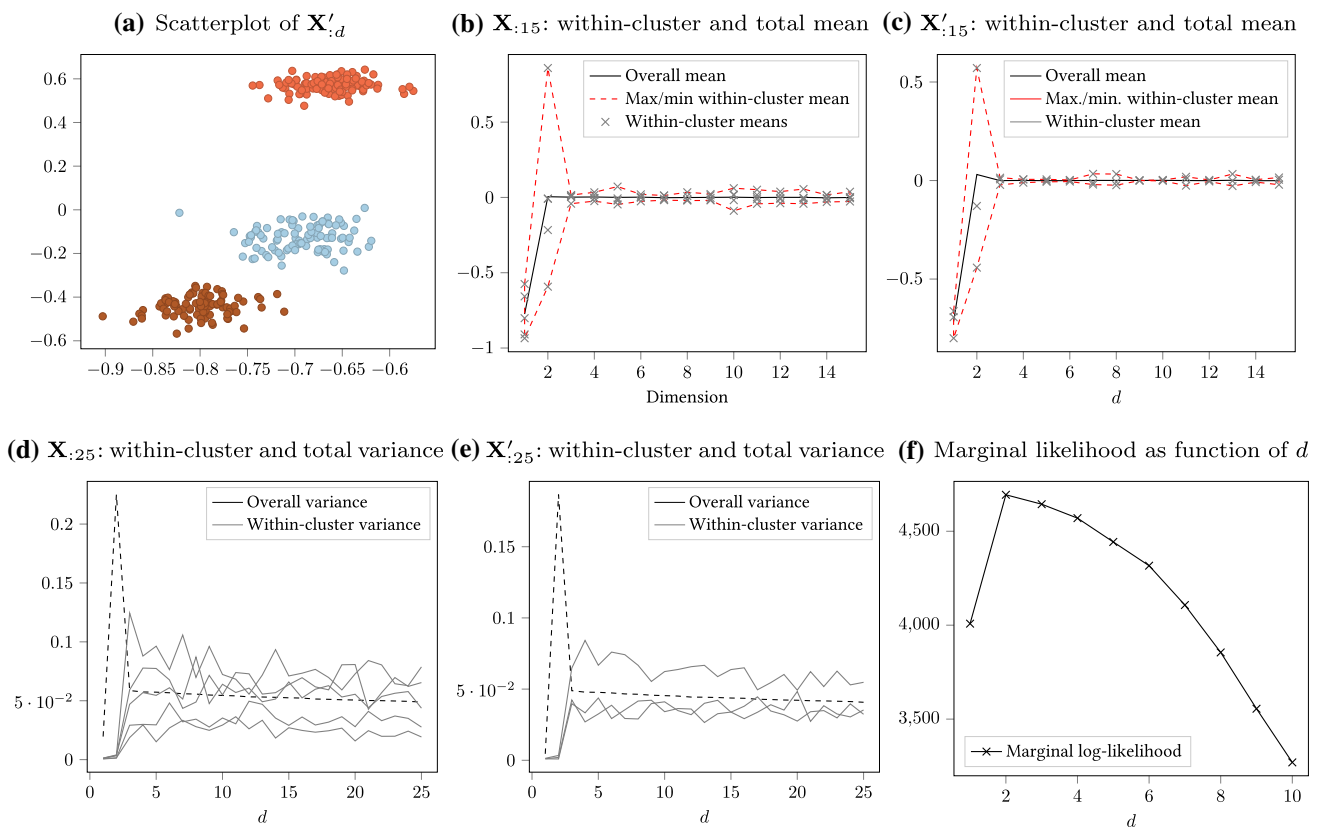 (a) Scatterplot of X′:d
0.6
0.4
0.2
0
−0.2
−0.4
−0.6
−0.9 −0.85 −0.8 −0.75 −0.7 −0.65 −0.6
(b) X:15: within-cluster and total mean
Overall mean
Max/min within-cluster mean
Within-cluster means
0.5
0
−0.5
−1
2 4 6 8 10 12 14
Dimension
(c) X′:15: within-cluster and total mean
Overall mean
Max./min. within-cluster mean
Within-cluster mean
0.5
0
−0.5
2 4 6 8 10 12 14
d
(d) X:25: within-cluster and total variance
Overall variance
Within-cluster variance
0.2
0.15
0.1
5 · 10−2
0
0 5 10 15 20 25
d
(e) X′:25: within-cluster and total variance
Overall variance
Within-cluster variance
0.15
0.1
5 · 10−2
0
0 5 10 15 20 25
d
(f) Marginal likelihood as function of d
4,500
4,000
3,500
Marginal log-likelihood
2 4 6 8 10
d